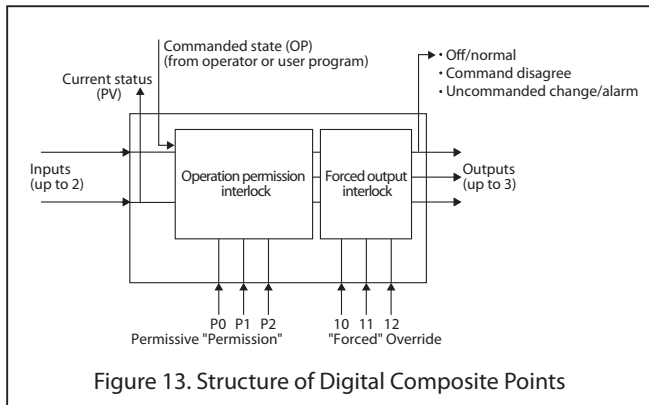 Commanded state (OP)
(from operator or user program)
• Off/normal
• Command disagree
• Uncommanded change/alarm
Current status
(PV)
Inputs
(up to 2)
Operation permission
interlock
Forced output
interlock
Outputs
(up to 3)
P0 P1 P2
Permissive "Permission"
10 11 12
"Forced" Override
Figure 13. Structure of Digital Composite Points